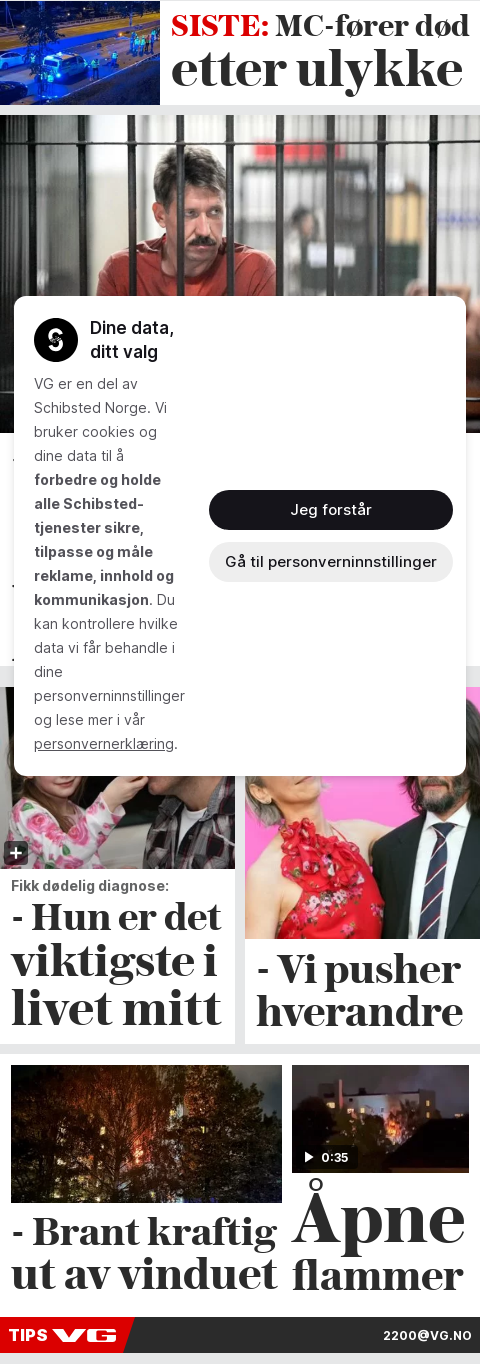 SISTE: MC-fører død
etter ulykke
Dine data,
ditt valg
VG er en del av
Schibsted Norge. Vi
bruker cookies og
dine data til å
forbedre og holde
alle Schibsted-
tjenester sikre,
tilpasse og måle
reklame, innhold og
kommunikasjon. Du
kan kontrollere hvilke
data vi får behandle i
dine
personverninnstillinger
og lese mer i vår
personvernerklæring.
Jeg forstår
Gå til personverninnstillinger
Fikk dødelig diagnose:
- Hun er det
viktigste i
livet mitt
- Vi pusher
hverandre
- Brant kraftig
ut av vinduet
0:35
Åpne
flammer
TIPS VG
2200@VG.NO